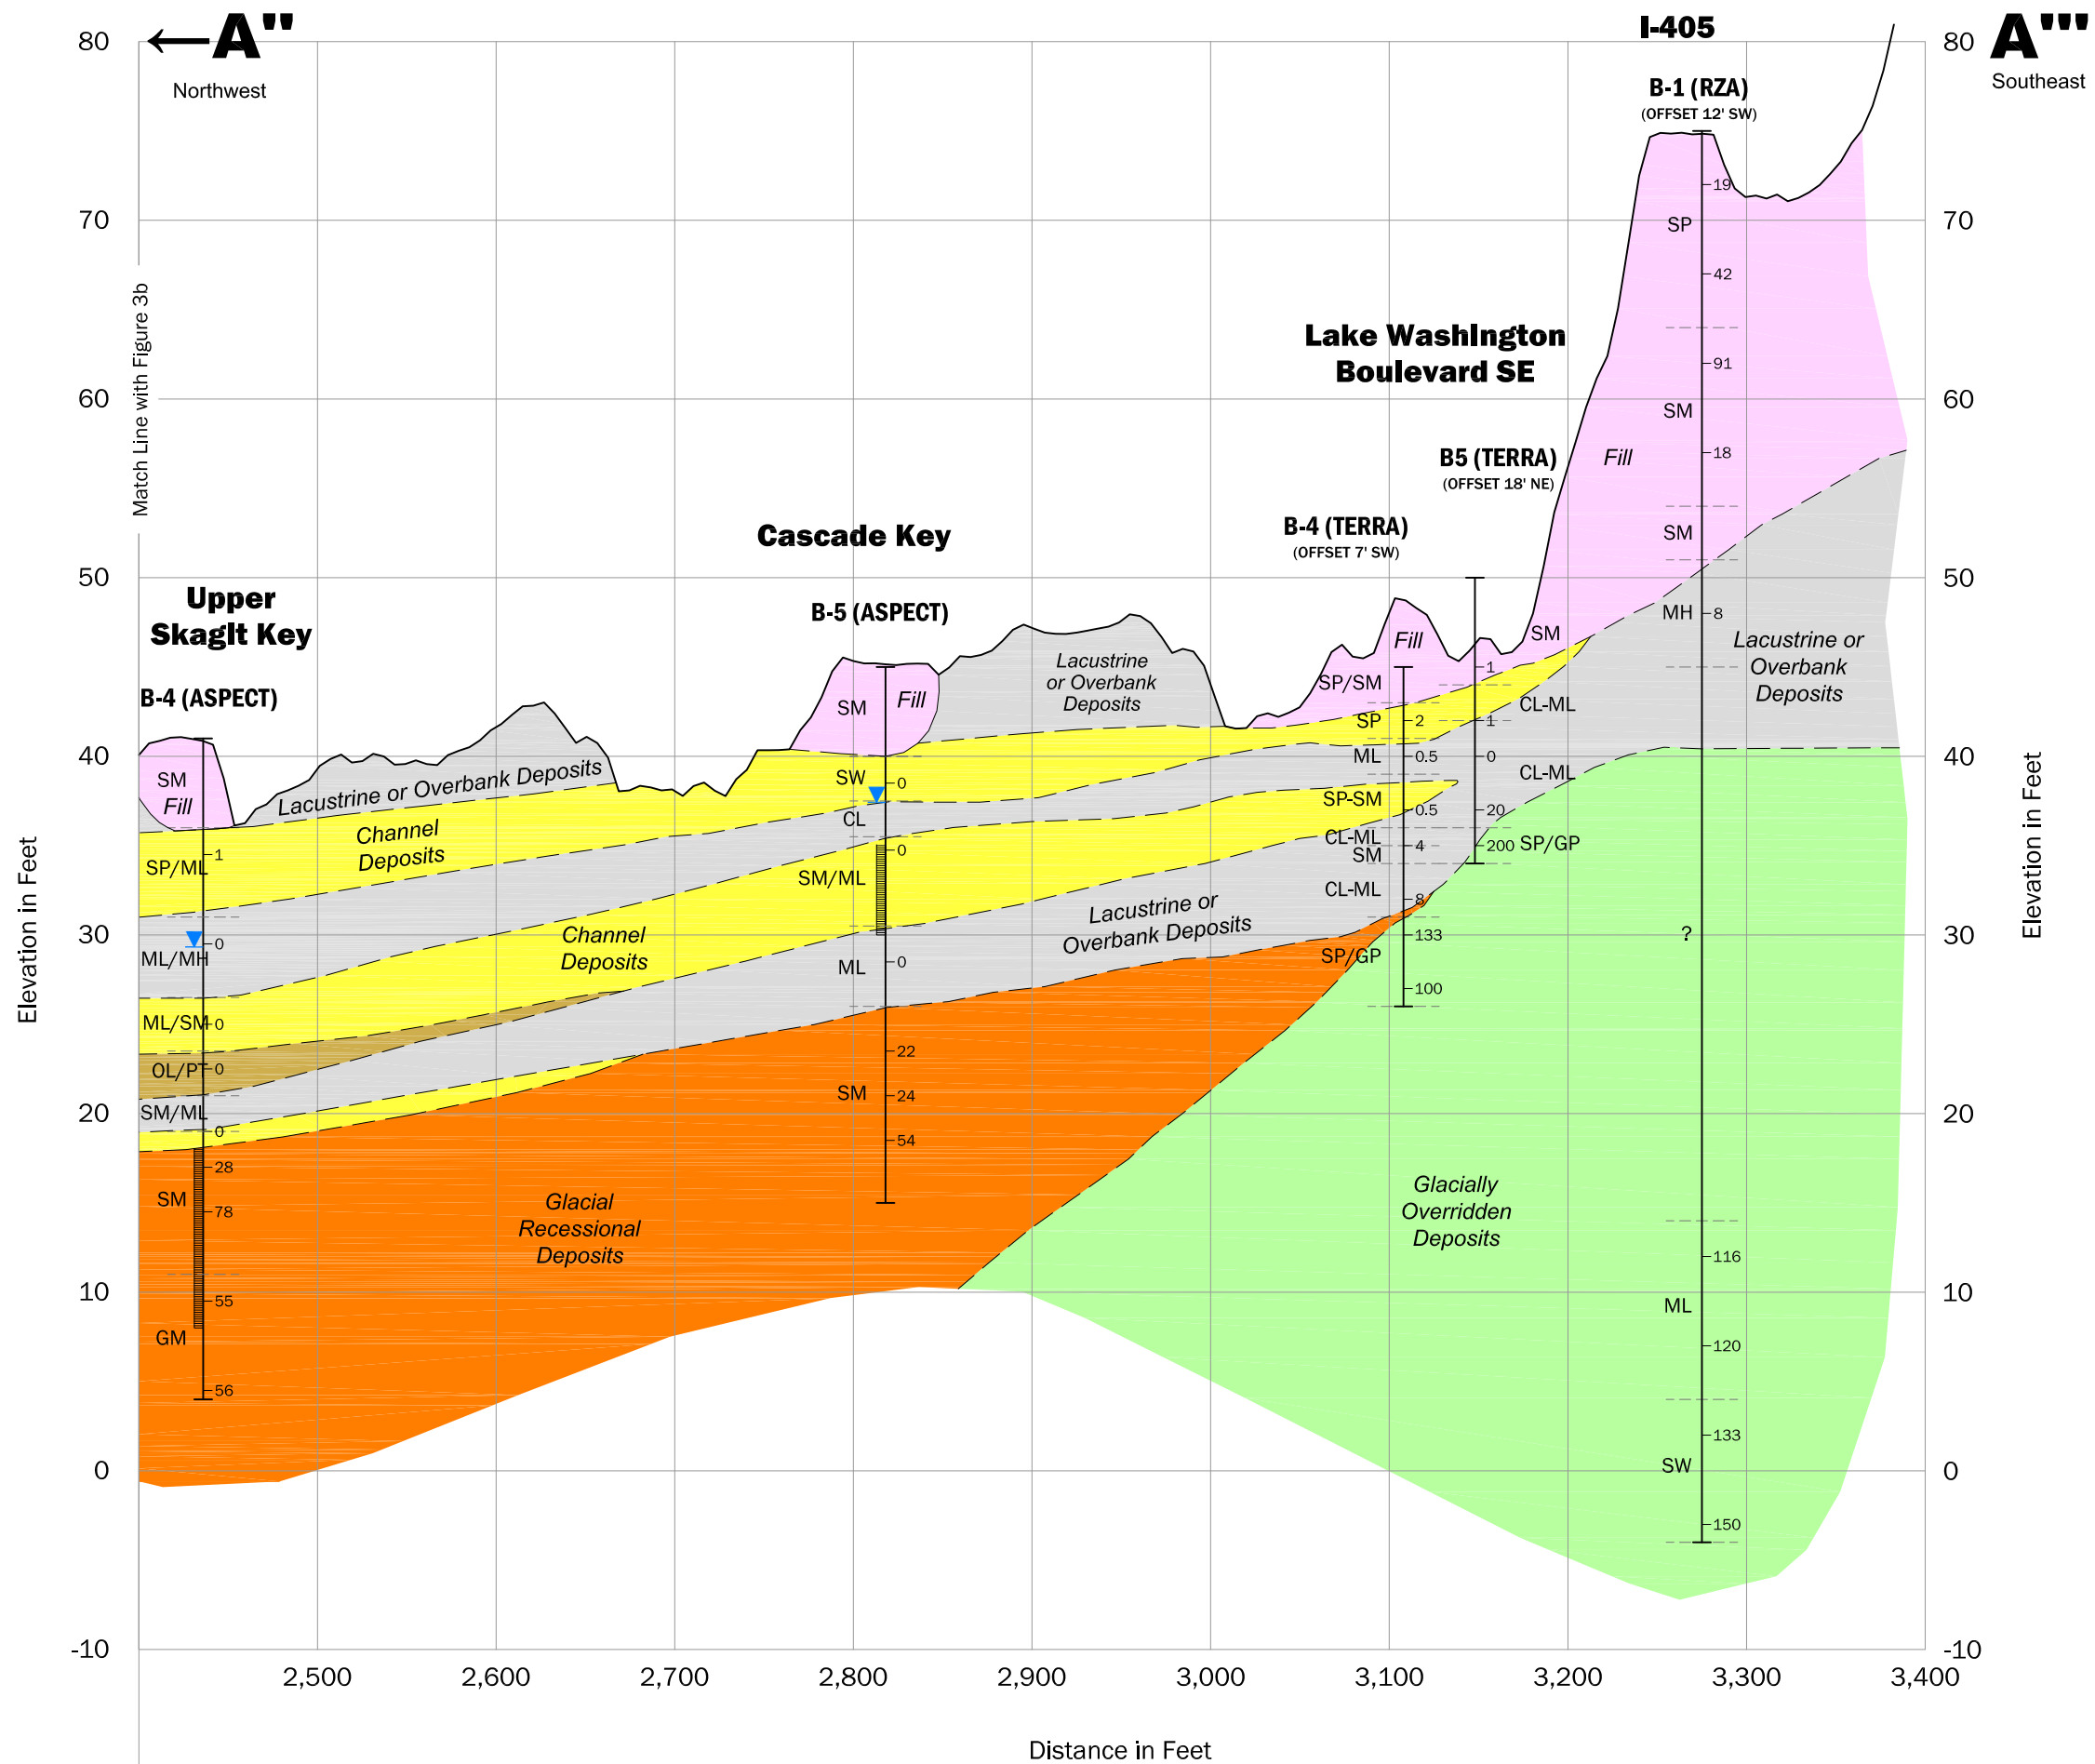 A"
Northwest
I-405
A'''
Southeast
B-1 (RZA)
(OFFSET 12' SW)
80
70
60
50
40
30
20
10
0
-10
Elevation in Feet
Match Line with Figure 3b
Lake Washington
Boulevard SE
B5 (TERRA)
(OFFSET 18' NE)
B-4 (TERRA)
(OFFSET 7' SW)
Cascade Key
B-5 (ASPECT)
Upper
Skagit Key
B-4 (ASPECT)
SM
Fill
SP/ML
1
ML/MH
0
ML/SM
0
OL/PT
0
SM/ML
0
28
SM
78
55
GM
56
Lacustrine or Overbank Deposits
Channel
Deposits
Channel
Deposits
Glacial
Recessional
Deposits
SM
Fill
SW
0
CL
0
SM/ML
ML
0
22
SM
24
54
Lacustrine
or Overbank
Deposits
Lacustrine or
Overbank Deposits
Fill
SP/SM
SP
2
ML
0.5
SP-SM
0.5
CL-ML
4
SM
CL-ML
8
133
SP/GP
100
SM
1
CL-ML
1
0
CL-ML
20
200
SP/GP
Glacially
Overridden
Deposits
19
SP
42
91
SM
Fill
18
SM
MH
8
Lacustrine or
Overbank
Deposits
?
116
ML
120
133
SW
150
80
70
60
50
40
30
20
10
0
-10
Elevation in Feet
2,500
2,600
2,700
2,800
2,900
3,000
3,100
3,200
3,300
3,400
Distance in Feet